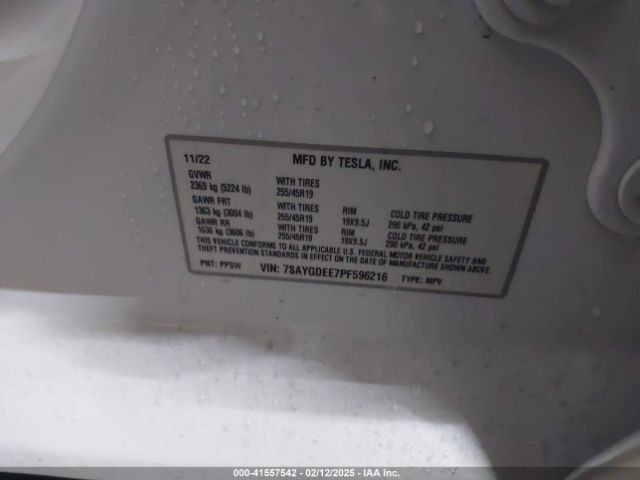 11/22 MFD BY TESLA, INC.
GVWR
2369 kg (5224 lb) WITH TIRES 255/45R19
GAWR FRT
1363 kg (3004 lb) WITH TIRES 255/45R19 RIM 19X9.5J COLD TIRE PRESSURE 290 kPa, 42 psi
GAWR RR
1636 kg (3606 lb) WITH TIRES 255/45R19 RIM 19X9.5J COLD TIRE PRESSURE 290 kPa, 42 psi
THIS VEHICLE CONFORMS TO ALL APPLICABLE U.S. FEDERAL MOTOR VEHICLE SAFETY AND
THEFT PREVENTION STANDARDS IN EFFECT ON THE DATE OF MANUFACTURE SHOWN ABOVE.
PNT: PPSW VIN: 7SAYGDEE7PF596216 TYPE: MPV
000-41557542 - 02/12/2025 - IAA Inc.